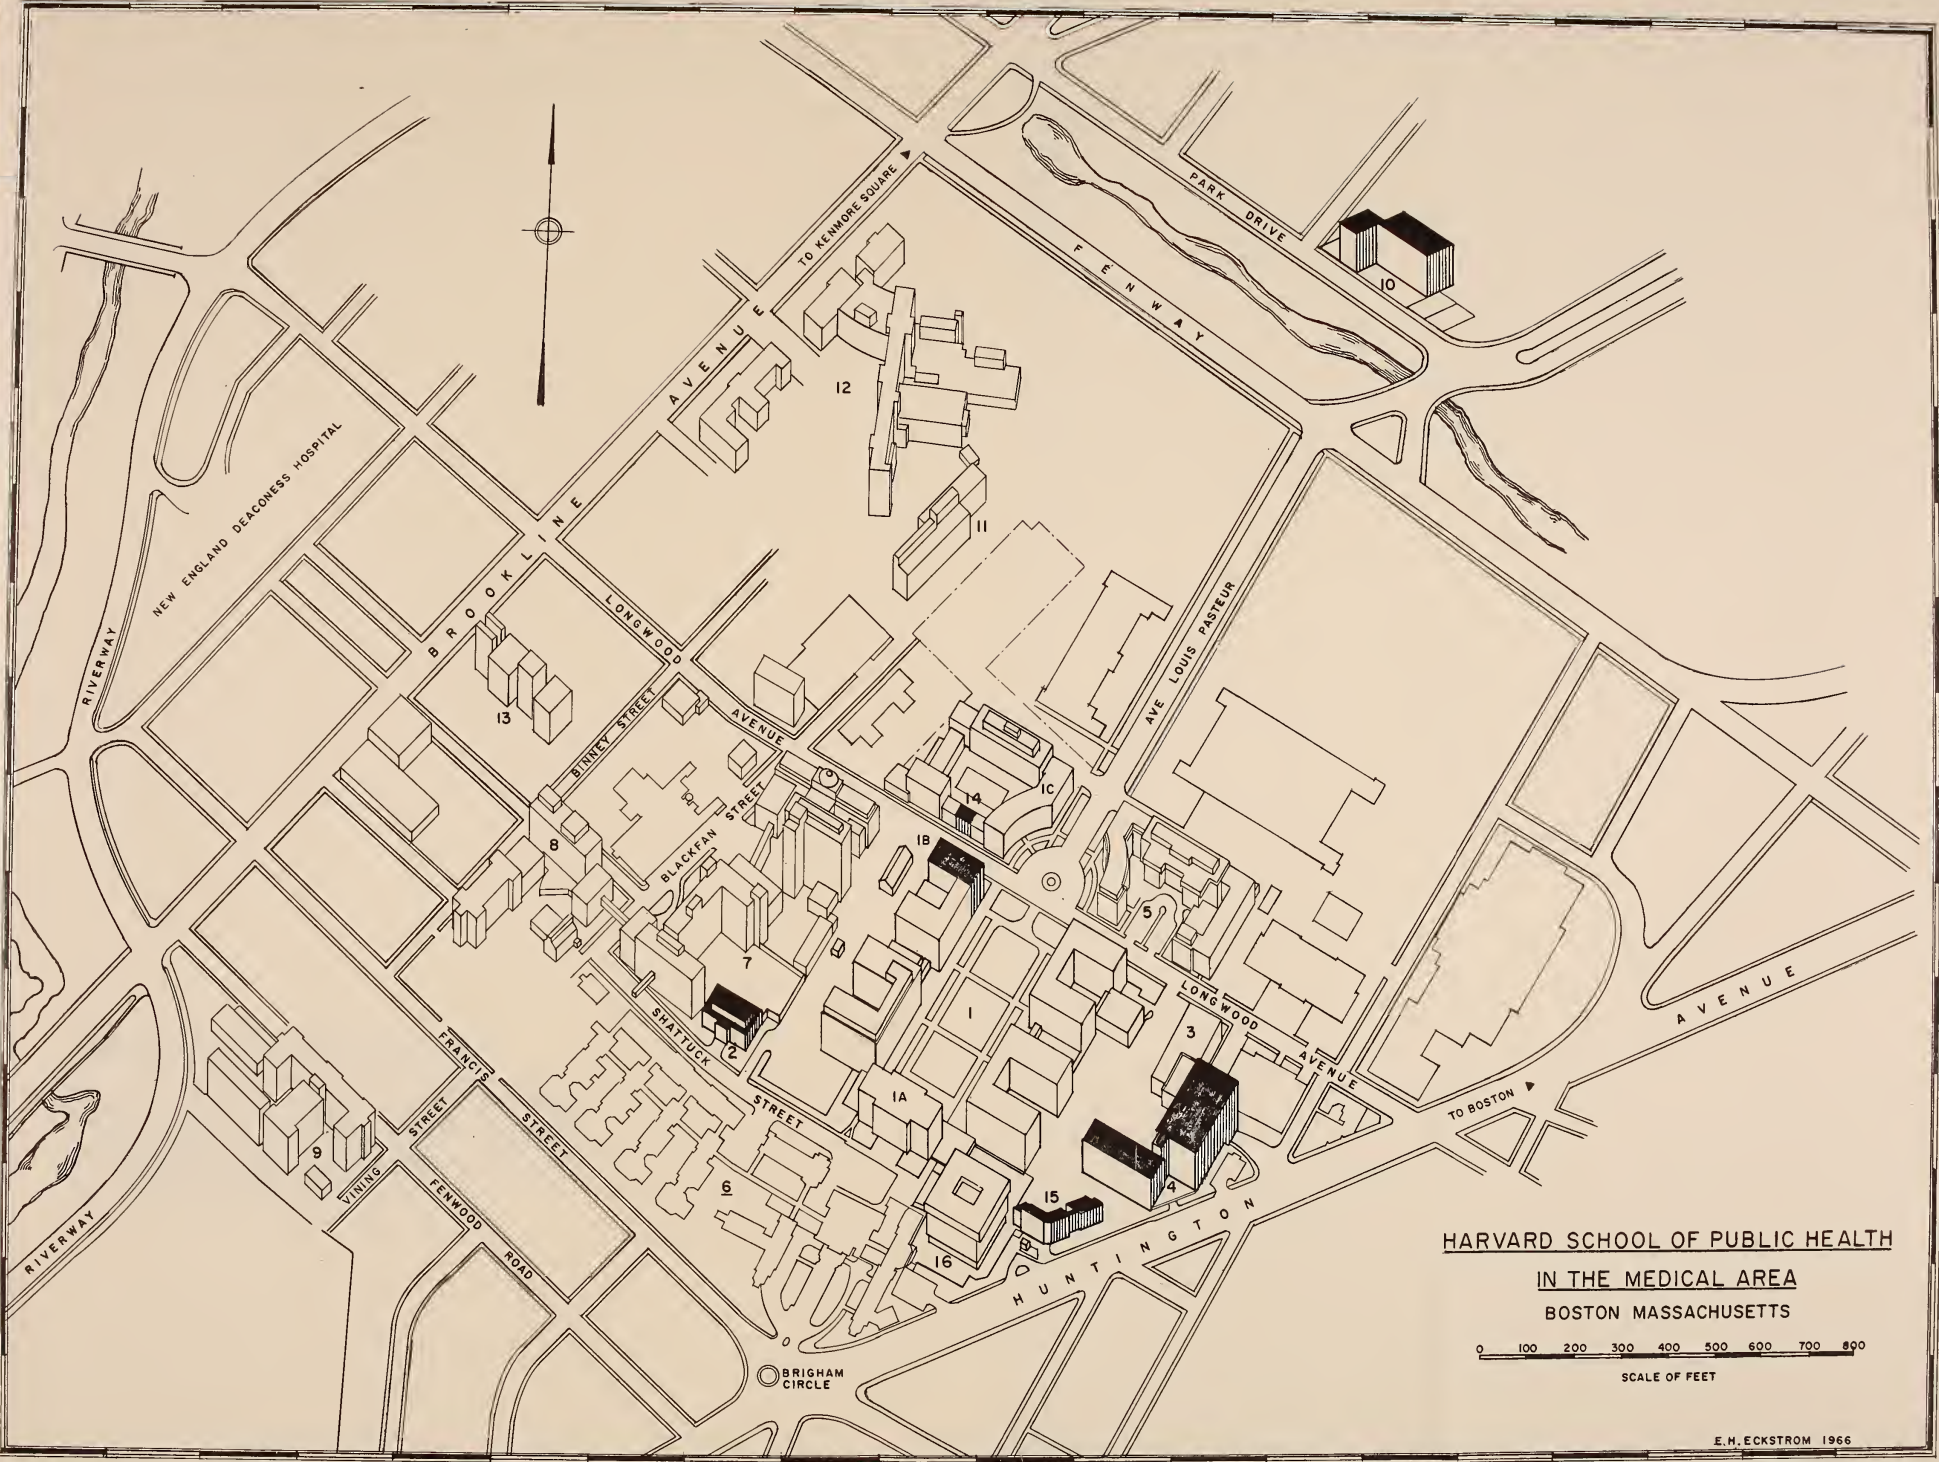 PARK DRIVE
TO KENMORE SQUARE
FENWAY
10
BROOKLINE AVENUE
12
NEW ENGLAND DEACONESS HOSPITAL
11
LONGWOOD AVENUE
AVE LOUIS PASTEUR
RIVERWAY
13
BINNEY STREET
1C
14
BLACKFAN STREET
8
1B
5
7
LONGWOOD AVENUE
AVENUE
1
2
SHATTUCK STREET
3
FRANCIS STREET
1A
TO BOSTON
STREET
9
VINING
FENWOOD ROAD
6
4
15
16
RIVERWAY
HUNTINGTON
BRIGHAM
CIRCLE
HARVARD SCHOOL OF PUBLIC HEALTH
IN THE MEDICAL AREA
BOSTON MASSACHUSETTS
0 100 200 300 400 500 600 700 800
SCALE OF FEET
E.H.ECKSTROM 1966